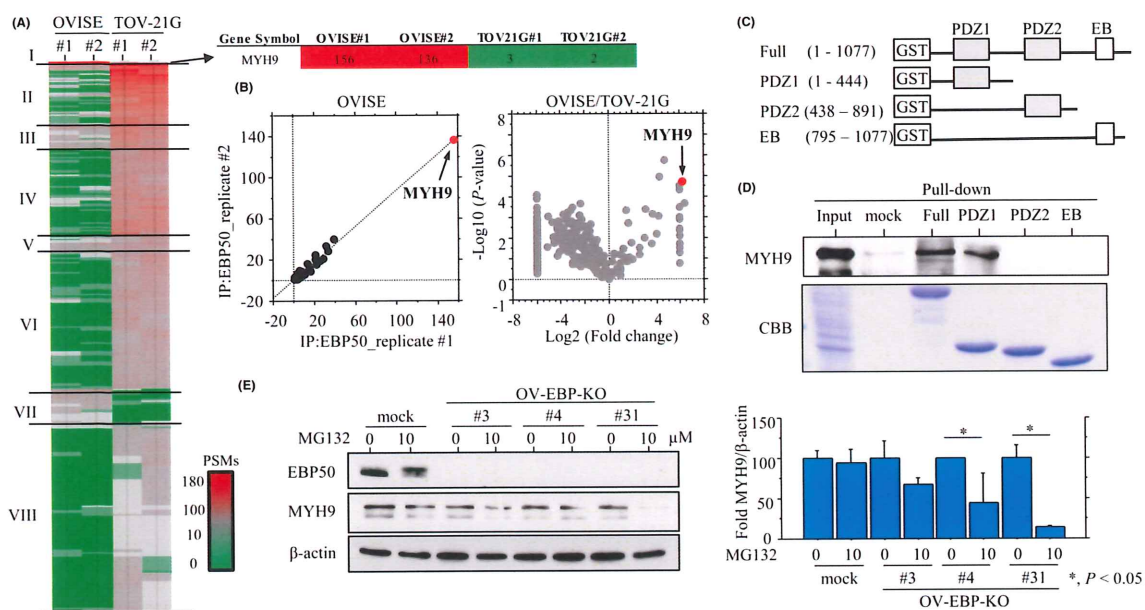 (A)
OVISE TOV-21G
#1 #2 #1 #2
I
II
III
IV
V
VI
VII
VIII
PSMs
180
100
10
0
Gene Symbol OVISE#1 OVISE#2 TOV21G#1 TOV21G#2
MYH9 156 136 3 2
(B)
OVISE
IP:EBP50_replicate #2
140
120
100
80
60
40
20
0
-20
MYH9
-20 20 60 100 140
IP:EBP50_replicate #1
OVISE/TOV-21G
-Log10 (P-value)
8
6
4
2
0
-1
MYH9
-8 -4 0 4 8
Log2 (Fold change)
(C)
PDZ1 PDZ2 EB
Full (1 - 1077) GST
PDZ1 (1 - 444) GST
PDZ2 (438 – 891) GST
EB (795 – 1077) GST
(D)
Pull-down
Input mock Full PDZ1 PDZ2 EB
MYH9
CBB
(E)
OV-EBP-KO
mock #3 #4 #31
MG132 0 10 0 10 0 10 0 10 µM
EBP50
MYH9
β-actin
Fold MYH9/β-actin
100
75
50
0
* *
MG132 0 10 0 10 0 10 0 10
mock #3 #4 #31 *, P < 0.05
OV-EBP-KO